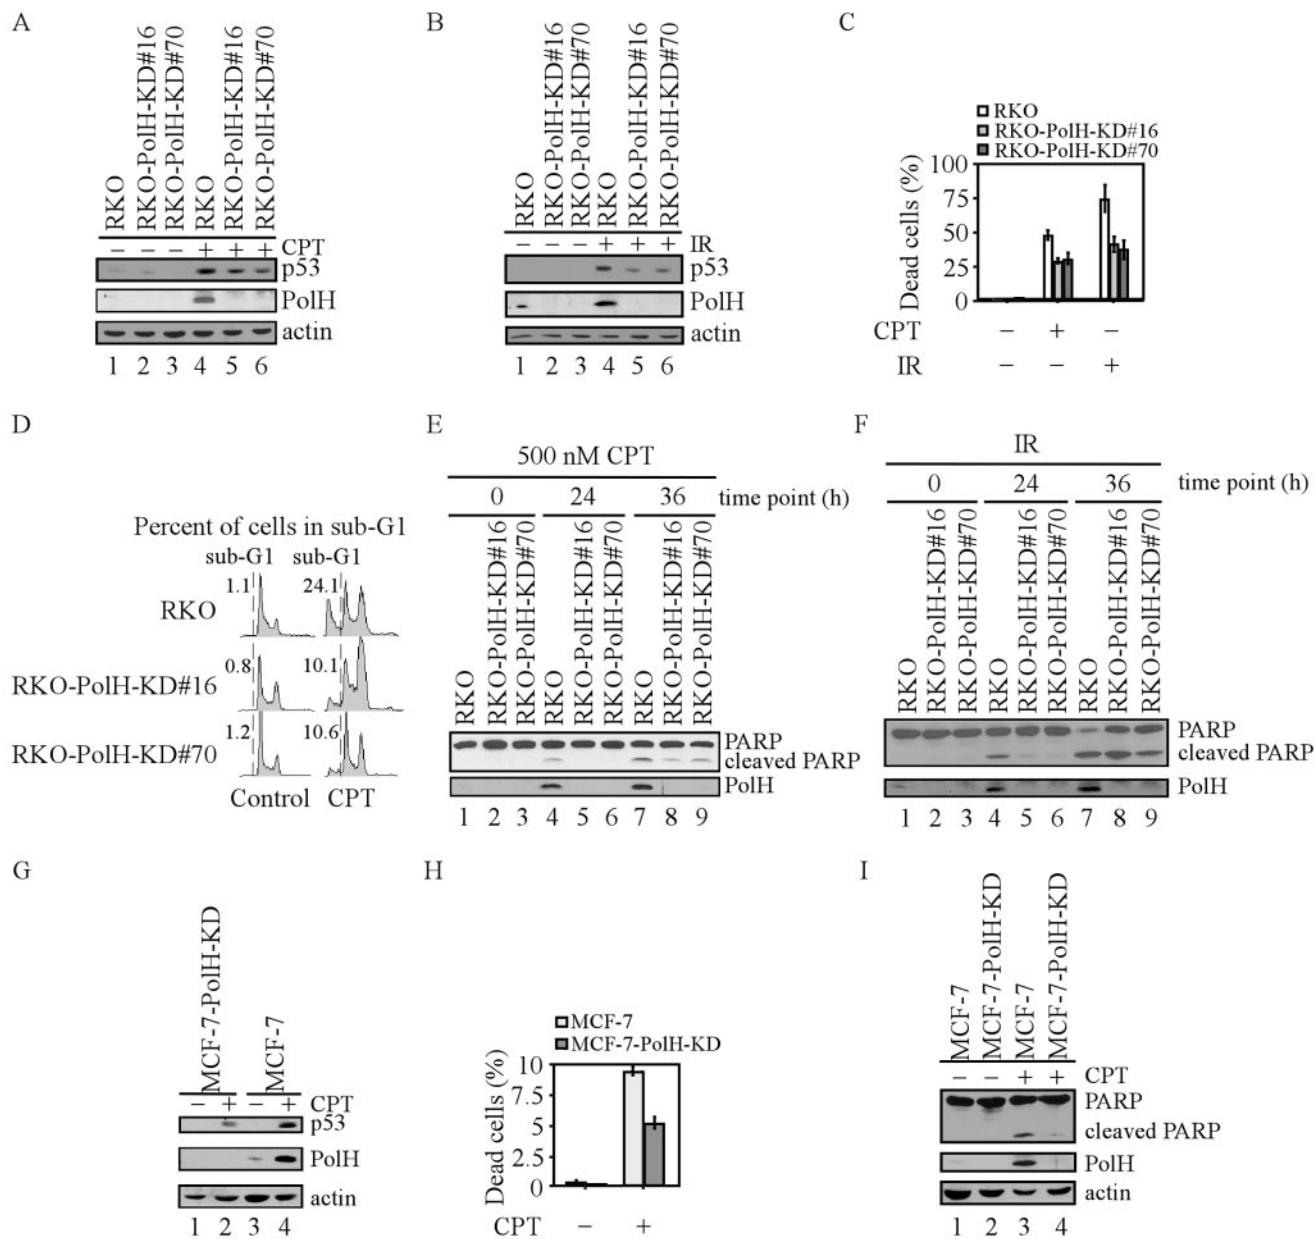 A
RKO
RKO-PolH-KD#16
RKO-PolH-KD#70
RKO
RKO-PolH-KD#16
RKO-PolH-KD#70
– – – + + + CPT
p53
PolH
actin
1 2 3 4 5 6
B
RKO
RKO-PolH-KD#16
RKO-PolH-KD#70
RKO
RKO-PolH-KD#16
RKO-PolH-KD#70
– – – + + + IR
p53
PolH
actin
1 2 3 4 5 6
C
RKO
RKO-PolH-KD#16
RKO-PolH-KD#70
Dead cells (%)
100
75
50
25
0
CPT – + –
IR – – +
D
Percent of cells in sub-G1
sub-G1 sub-G1
RKO 1.1 24.1
RKO-PolH-KD#16 0.8 10.1
RKO-PolH-KD#70 1.2 10.6
Control CPT
E
500 nM CPT
0 24 36 time point (h)
RKO
RKO-PolH-KD#16
RKO-PolH-KD#70
RKO
RKO-PolH-KD#16
RKO-PolH-KD#70
RKO
RKO-PolH-KD#16
RKO-PolH-KD#70
PARP
cleaved PARP
PolH
1 2 3 4 5 6 7 8 9
F
IR
0 24 36 time point (h)
RKO
RKO-PolH-KD#16
RKO-PolH-KD#70
RKO
RKO-PolH-KD#16
RKO-PolH-KD#70
RKO
RKO-PolH-KD#16
RKO-PolH-KD#70
PARP
cleaved PARP
PolH
1 2 3 4 5 6 7 8 9
G
MCF-7-PolH-KD
MCF-7
– + – + CPT
p53
PolH
actin
1 2 3 4
H
MCF-7
MCF-7-PolH-KD
Dead cells (%)
10
7.5
5
2.5
0
CPT – +
I
MCF-7
MCF-7-PolH-KD
MCF-7
MCF-7-PolH-KD
– – + + CPT
PARP
cleaved PARP
PolH
actin
1 2 3 4